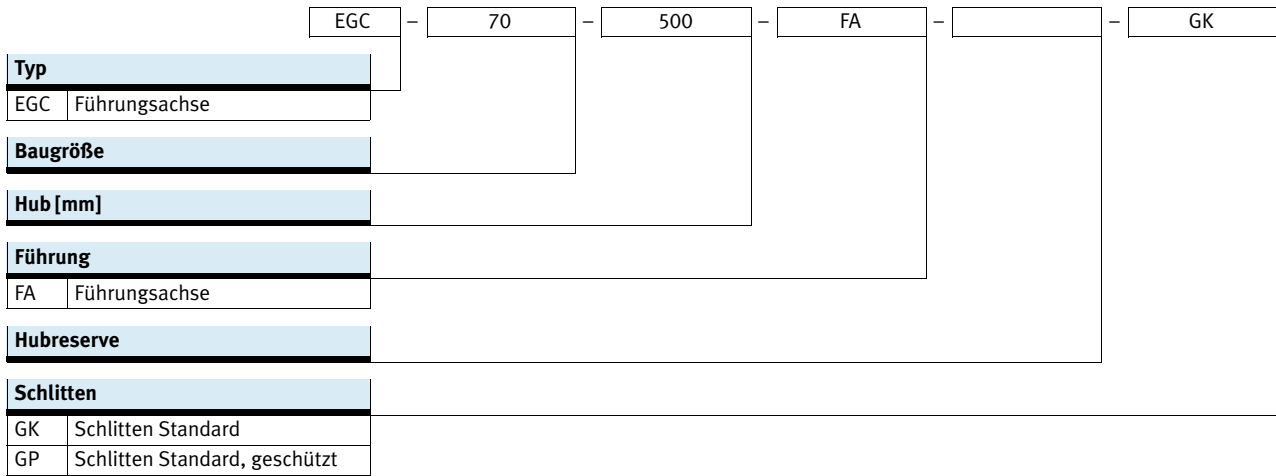 EGC – 70 – 500 – FA – – GK
Typ
EGC Führungsachse
Baugröße
Hub [mm]
Führung
FA Führungsachse
Hubreserve
Schlitten
GK Schlitten Standard
GP Schlitten Standard, geschützt